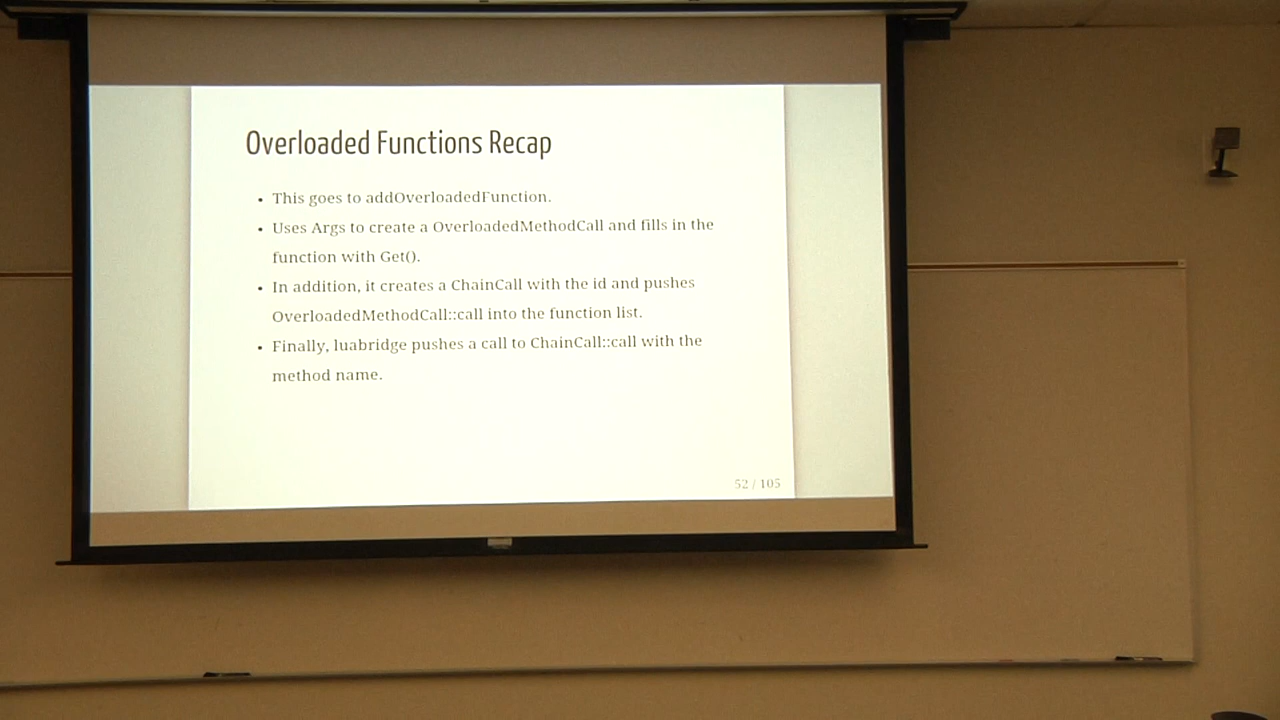 Overloaded Functions Recap
• This goes to addOverloadedFunction.
• Uses Args to create a OverloadedMethodCall and fills in the
function with Get().
• In addition, it creates a ChainCall with the id and pushes
OverloadedMethodCall::call into the function list.
• Finally, luabridge pushes a call to ChainCall::call with the
method name.
52 / 105